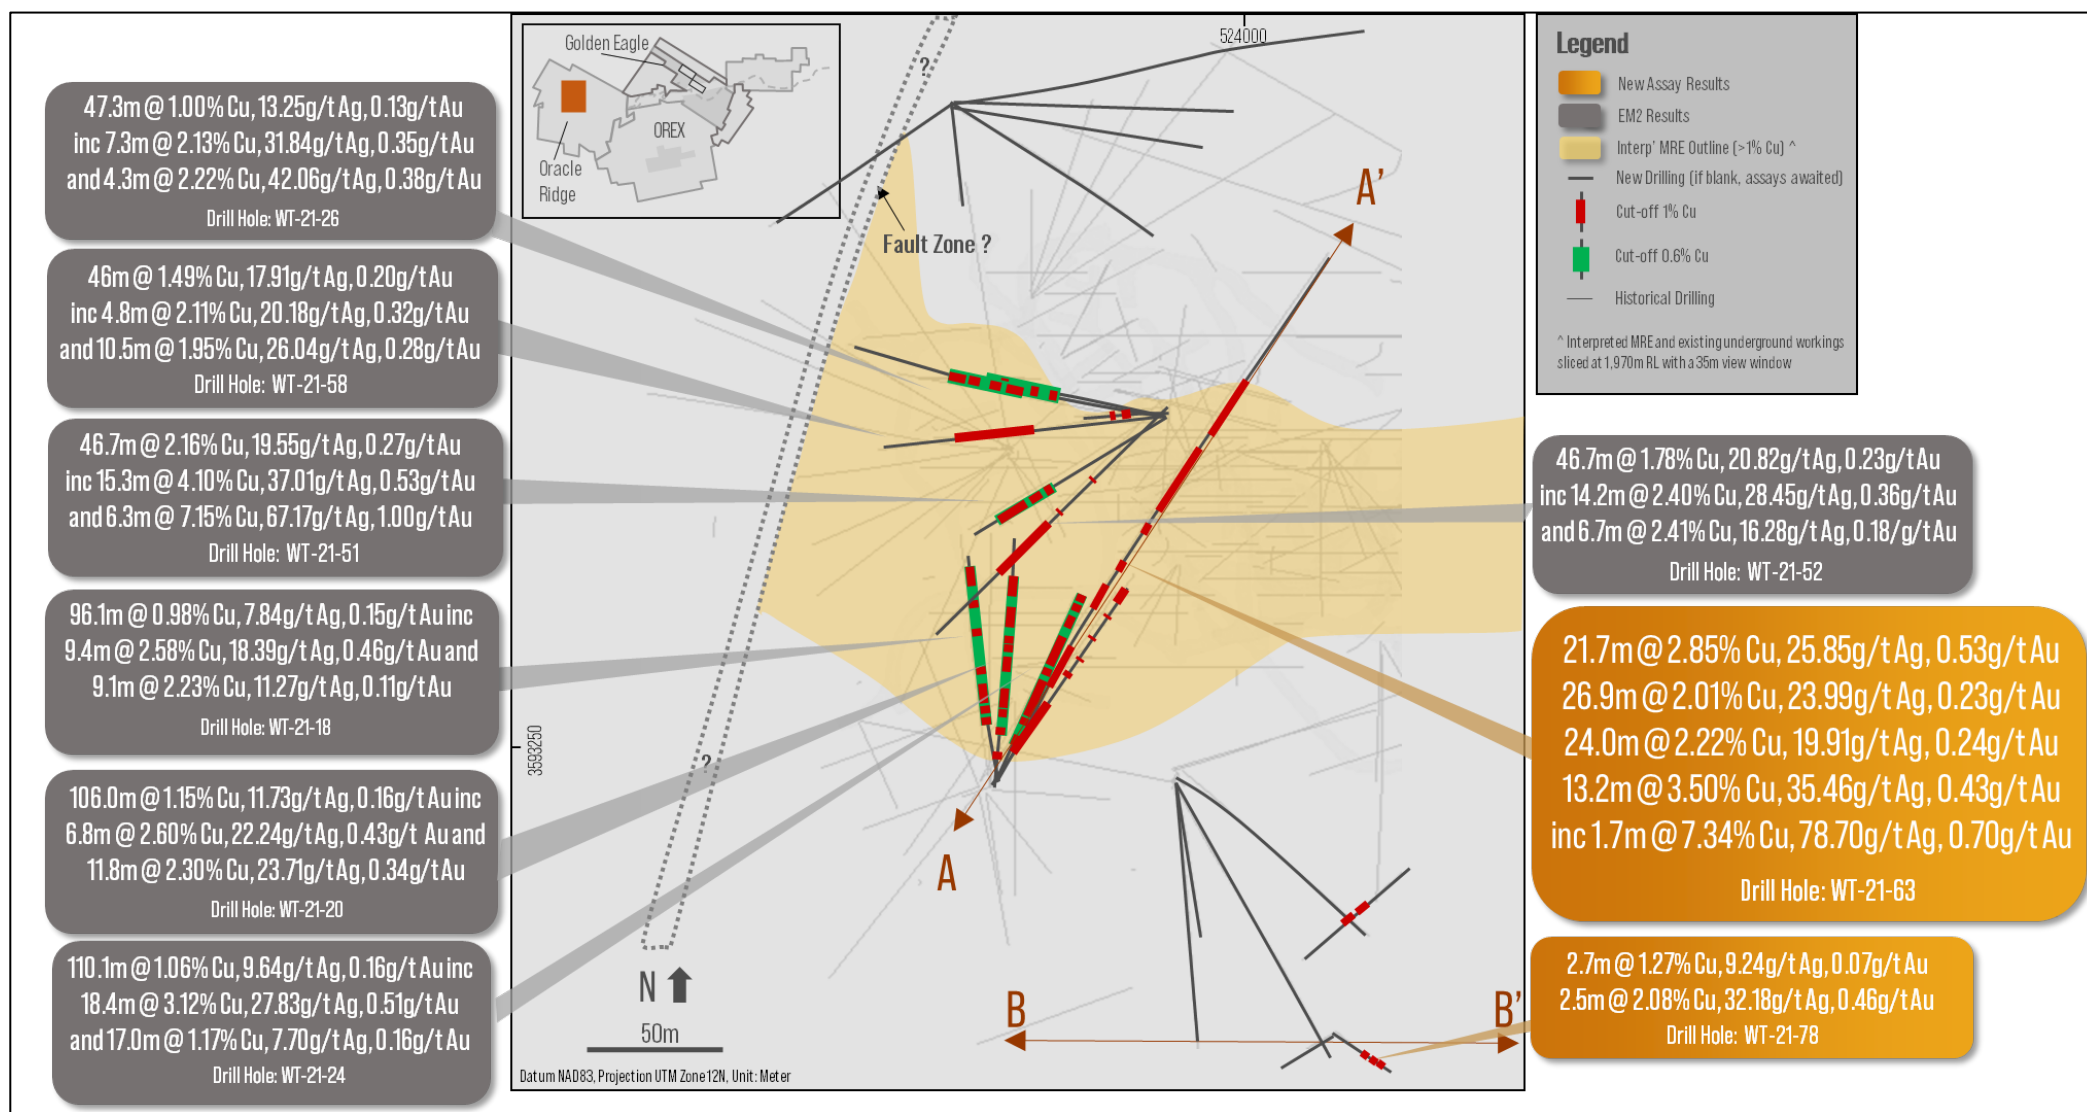 47.3m @ 1.00% Cu, 13.25g/t Ag, 0.13g/t Au
inc 7.3m @ 2.13% Cu, 31.84g/t Ag, 0.35g/t Au
and 4.3m @ 2.22% Cu, 42.06g/t Ag, 0.38g/t Au
Drill Hole: WT-21-26
46m @ 1.49% Cu, 17.91g/t Ag, 0.20g/t Au
inc 4.8m @ 2.11% Cu, 20.18g/t Ag, 0.32g/t Au
and 10.5m @ 1.95% Cu, 26.04g/t Ag, 0.28g/t Au
Drill Hole: WT-21-58
46.7m @ 2.16% Cu, 19.55g/t Ag, 0.27g/t Au
inc 15.3m @ 4.10% Cu, 37.01g/t Ag, 0.53g/t Au
and 6.3m @ 7.15% Cu, 67.17g/t Ag, 1.00g/t Au
Drill Hole: WT-21-51
96.1m @ 0.98% Cu, 7.84g/t Ag, 0.15g/t Au inc
9.4m @ 2.58% Cu, 18.39g/t Ag, 0.46g/t Au and
9.1m @ 2.23% Cu, 11.27g/t Ag, 0.11g/t Au
Drill Hole: WT-21-18
106.0m @ 1.15% Cu, 11.73g/t Ag, 0.16g/t Au inc
6.8m @ 2.60% Cu, 22.24g/t Ag, 0.43g/t Au and
11.8m @ 2.30% Cu, 23.71g/t Ag, 0.34g/t Au
Drill Hole: WT-21-20
110.1m @ 1.06% Cu, 9.64g/t Ag, 0.16g/t Au inc
18.4m @ 3.12% Cu, 27.83g/t Ag, 0.51g/t Au
and 17.0m @ 1.17% Cu, 7.70g/t Ag, 0.16g/t Au
Drill Hole: WT-21-24
Golden Eagle
OREX
Oracle
Ridge
524000
?
Fault Zone ?
A'
3593250
?
A
N
50m
B
B'
Datum NAD83, Projection UTM Zone 12N, Unit: Meter
Legend
New Assay Results
EM2 Results
Interp' MRE Outline (>1% Cu) ^
New Drilling (if blank, assays awaited)
Cut-off 1% Cu
Cut-off 0.6% Cu
Historical Drilling
^ Interpreted MRE and existing underground workings
sliced at 1,970m RL with a 35m view window
46.7m @ 1.78% Cu, 20.82g/t Ag, 0.23g/t Au
inc 14.2m @ 2.40% Cu, 28.45g/t Ag, 0.36g/t Au
and 6.7m @ 2.41% Cu, 16.28g/t Ag, 0.18/g/t Au
Drill Hole: WT-21-52
21.7m @ 2.85% Cu, 25.85g/t Ag, 0.53g/t Au
26.9m @ 2.01% Cu, 23.99g/t Ag, 0.23g/t Au
24.0m @ 2.22% Cu, 19.91g/t Ag, 0.24g/t Au
13.2m @ 3.50% Cu, 35.46g/t Ag, 0.43g/t Au
inc 1.7m @ 7.34% Cu, 78.70g/t Ag, 0.70g/t Au
Drill Hole: WT-21-63
2.7m @ 1.27% Cu, 9.24g/t Ag, 0.07g/t Au
2.5m @ 2.08% Cu, 32.18g/t Ag, 0.46g/t Au
Drill Hole: WT-21-78